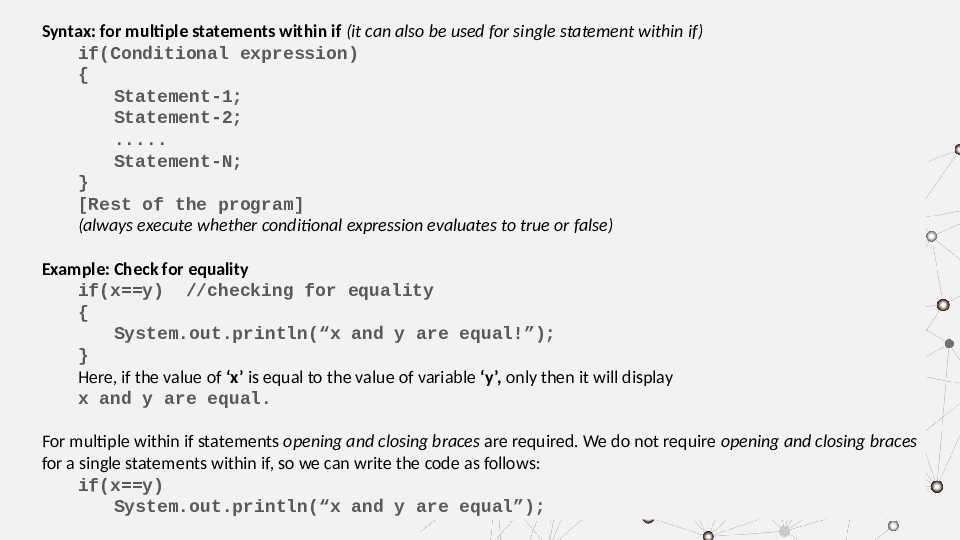 Syntax: for multiple statements within if (it can also be used for single statement within if)
if(Conditional expression)
{
Statement-1;
Statement-2;
.....
Statement-N;
}
[Rest of the program]
(always execute whether conditional expression evaluates to true or false)
Example: Check for equality
if(x==y)  //checking for equality
{
System.out.println(“x and y are equal!”);
}
Here, if the value of ‘x’ is equal to the value of variable ‘y’, only then it will display
x and y are equal.
For multiple within if statements opening and closing braces are required. We do not require opening and closing braces
for a single statements within if, so we can write the code as follows:
if(x==y)
System.out.println(“x and y are equal”);